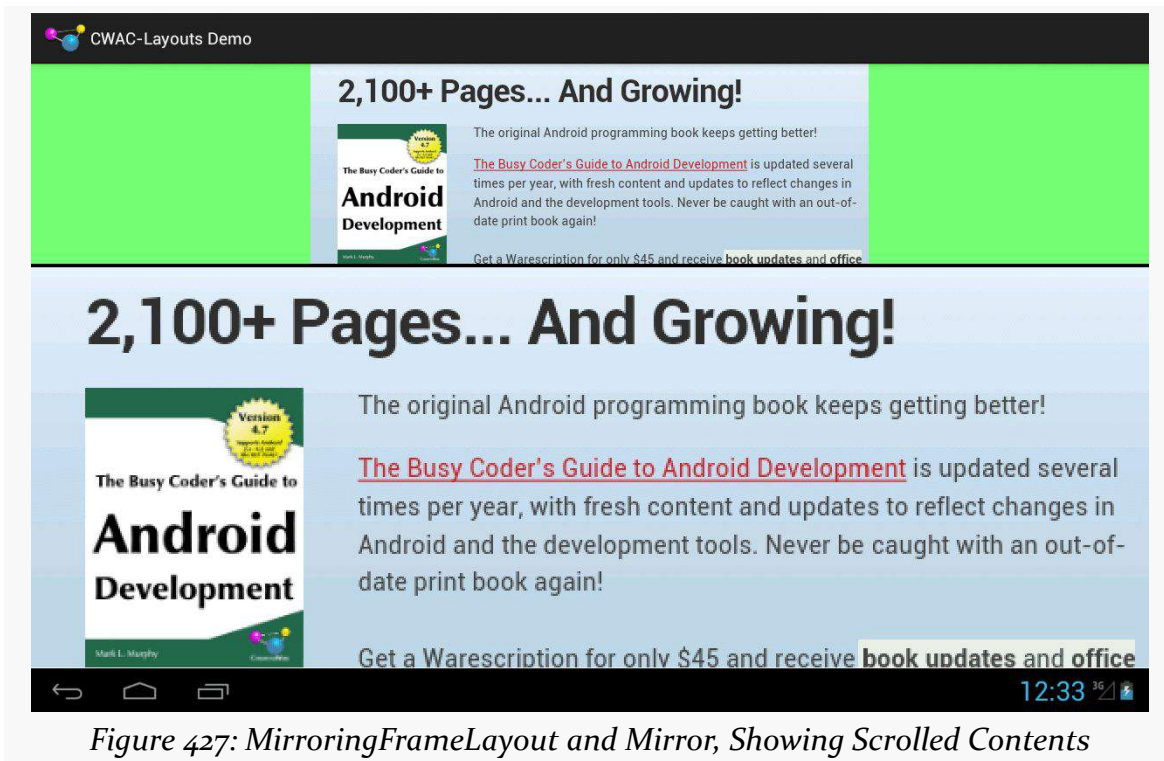 CWAC-Layouts Demo
2,100+ Pages... And Growing!
Version
4.7
The Busy Coder's Guide to
Android
Development
Mark L. Murphy
The original Android programming book keeps getting better!
The Busy Coder's Guide to Android Development is updated several
times per year, with fresh content and updates to reflect changes in
Android and the development tools. Never be caught with an out-of-
date print book again!
Get a Warescription for only $45 and receive book updates and office
2,100+ Pages... And Growing!
Version
4.7
The Busy Coder's Guide to
Android
Development
Mark L. Murphy
CommonsWare
The original Android programming book keeps getting better!
The Busy Coder's Guide to Android Development is updated several
times per year, with fresh content and updates to reflect changes in
Android and the development tools. Never be caught with an out-of-
date print book again!
Get a Warescription for only $45 and receive book updates and office
12:33 3G
Figure 427: MirroringFrameLayout and Mirror, Showing Scrolled Contents